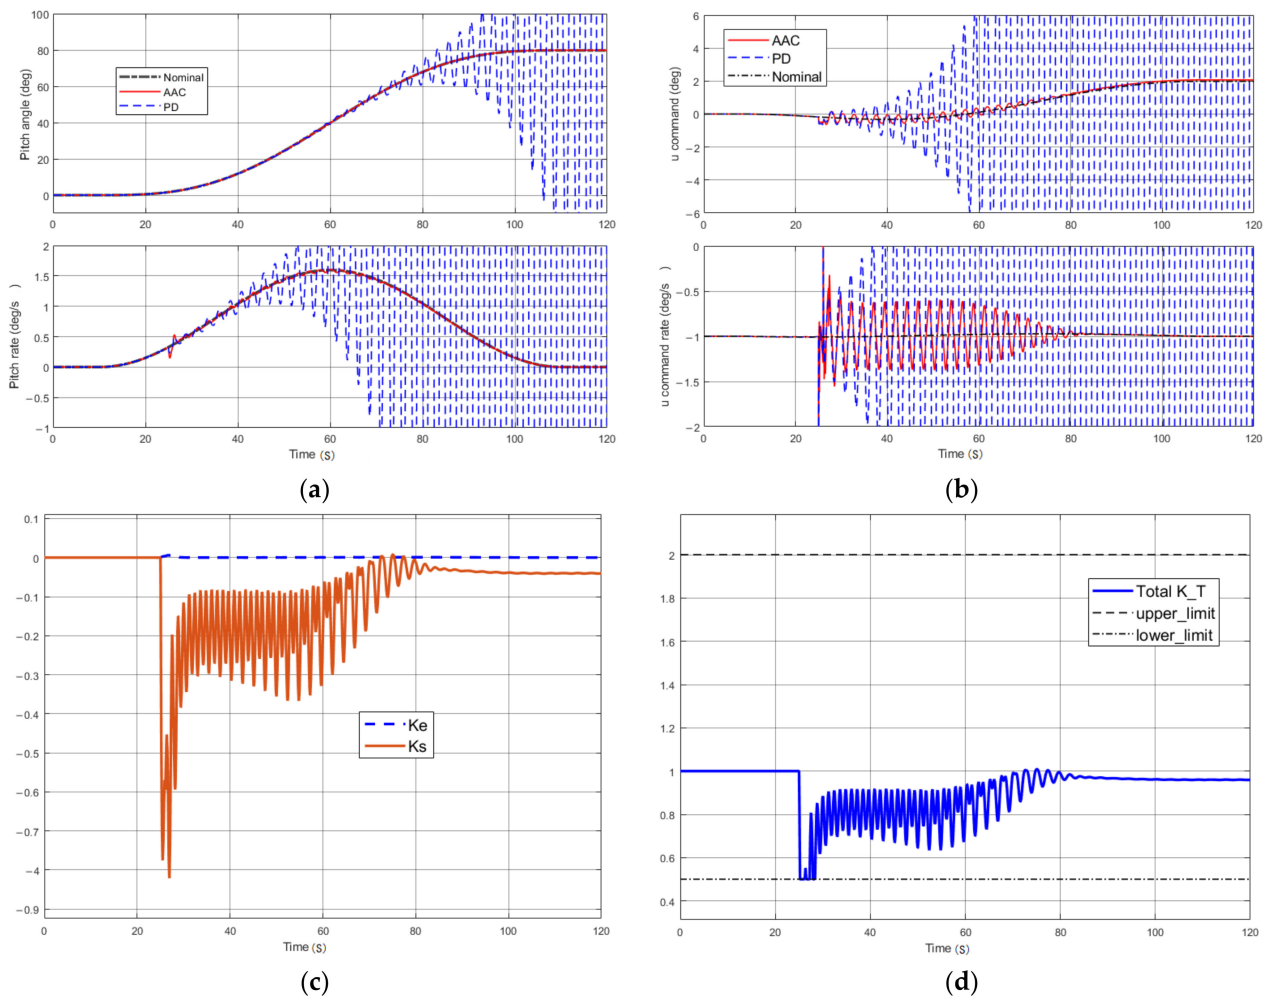 100
80
60
40
20
0
Pitch angle (deg)
Nominal
AAC
PD
0 20 40 60 80 100 120
2
1.5
1
0.5
0
−0.5
−1
Pitch rate (deg/s )
0 20 40 60 80 100 120
Time (s)
(a)
6
4
2
0
−2
−4
−6
u command (deg)
AAC
PD
Nominal
0 20 40 60 80 100 120
0
−0.5
−1
−1.5
−2
u command rate (deg/s )
0 20 40 60 80 100 120
Time (s)
(b)
0.1
0
−0.1
−0.2
−0.3
−0.4
−0.5
−0.6
−0.7
−4
−0.9
Ke
Ks
0 20 40 60 80 100 120
Time (s)
(c)
2
1.8
1.6
1.4
1.2
1
0.8
0.6
0.4
Total K_T
upper_limit
lower_limit
0 20 40 60 80 100 120
Time (s)
(d)